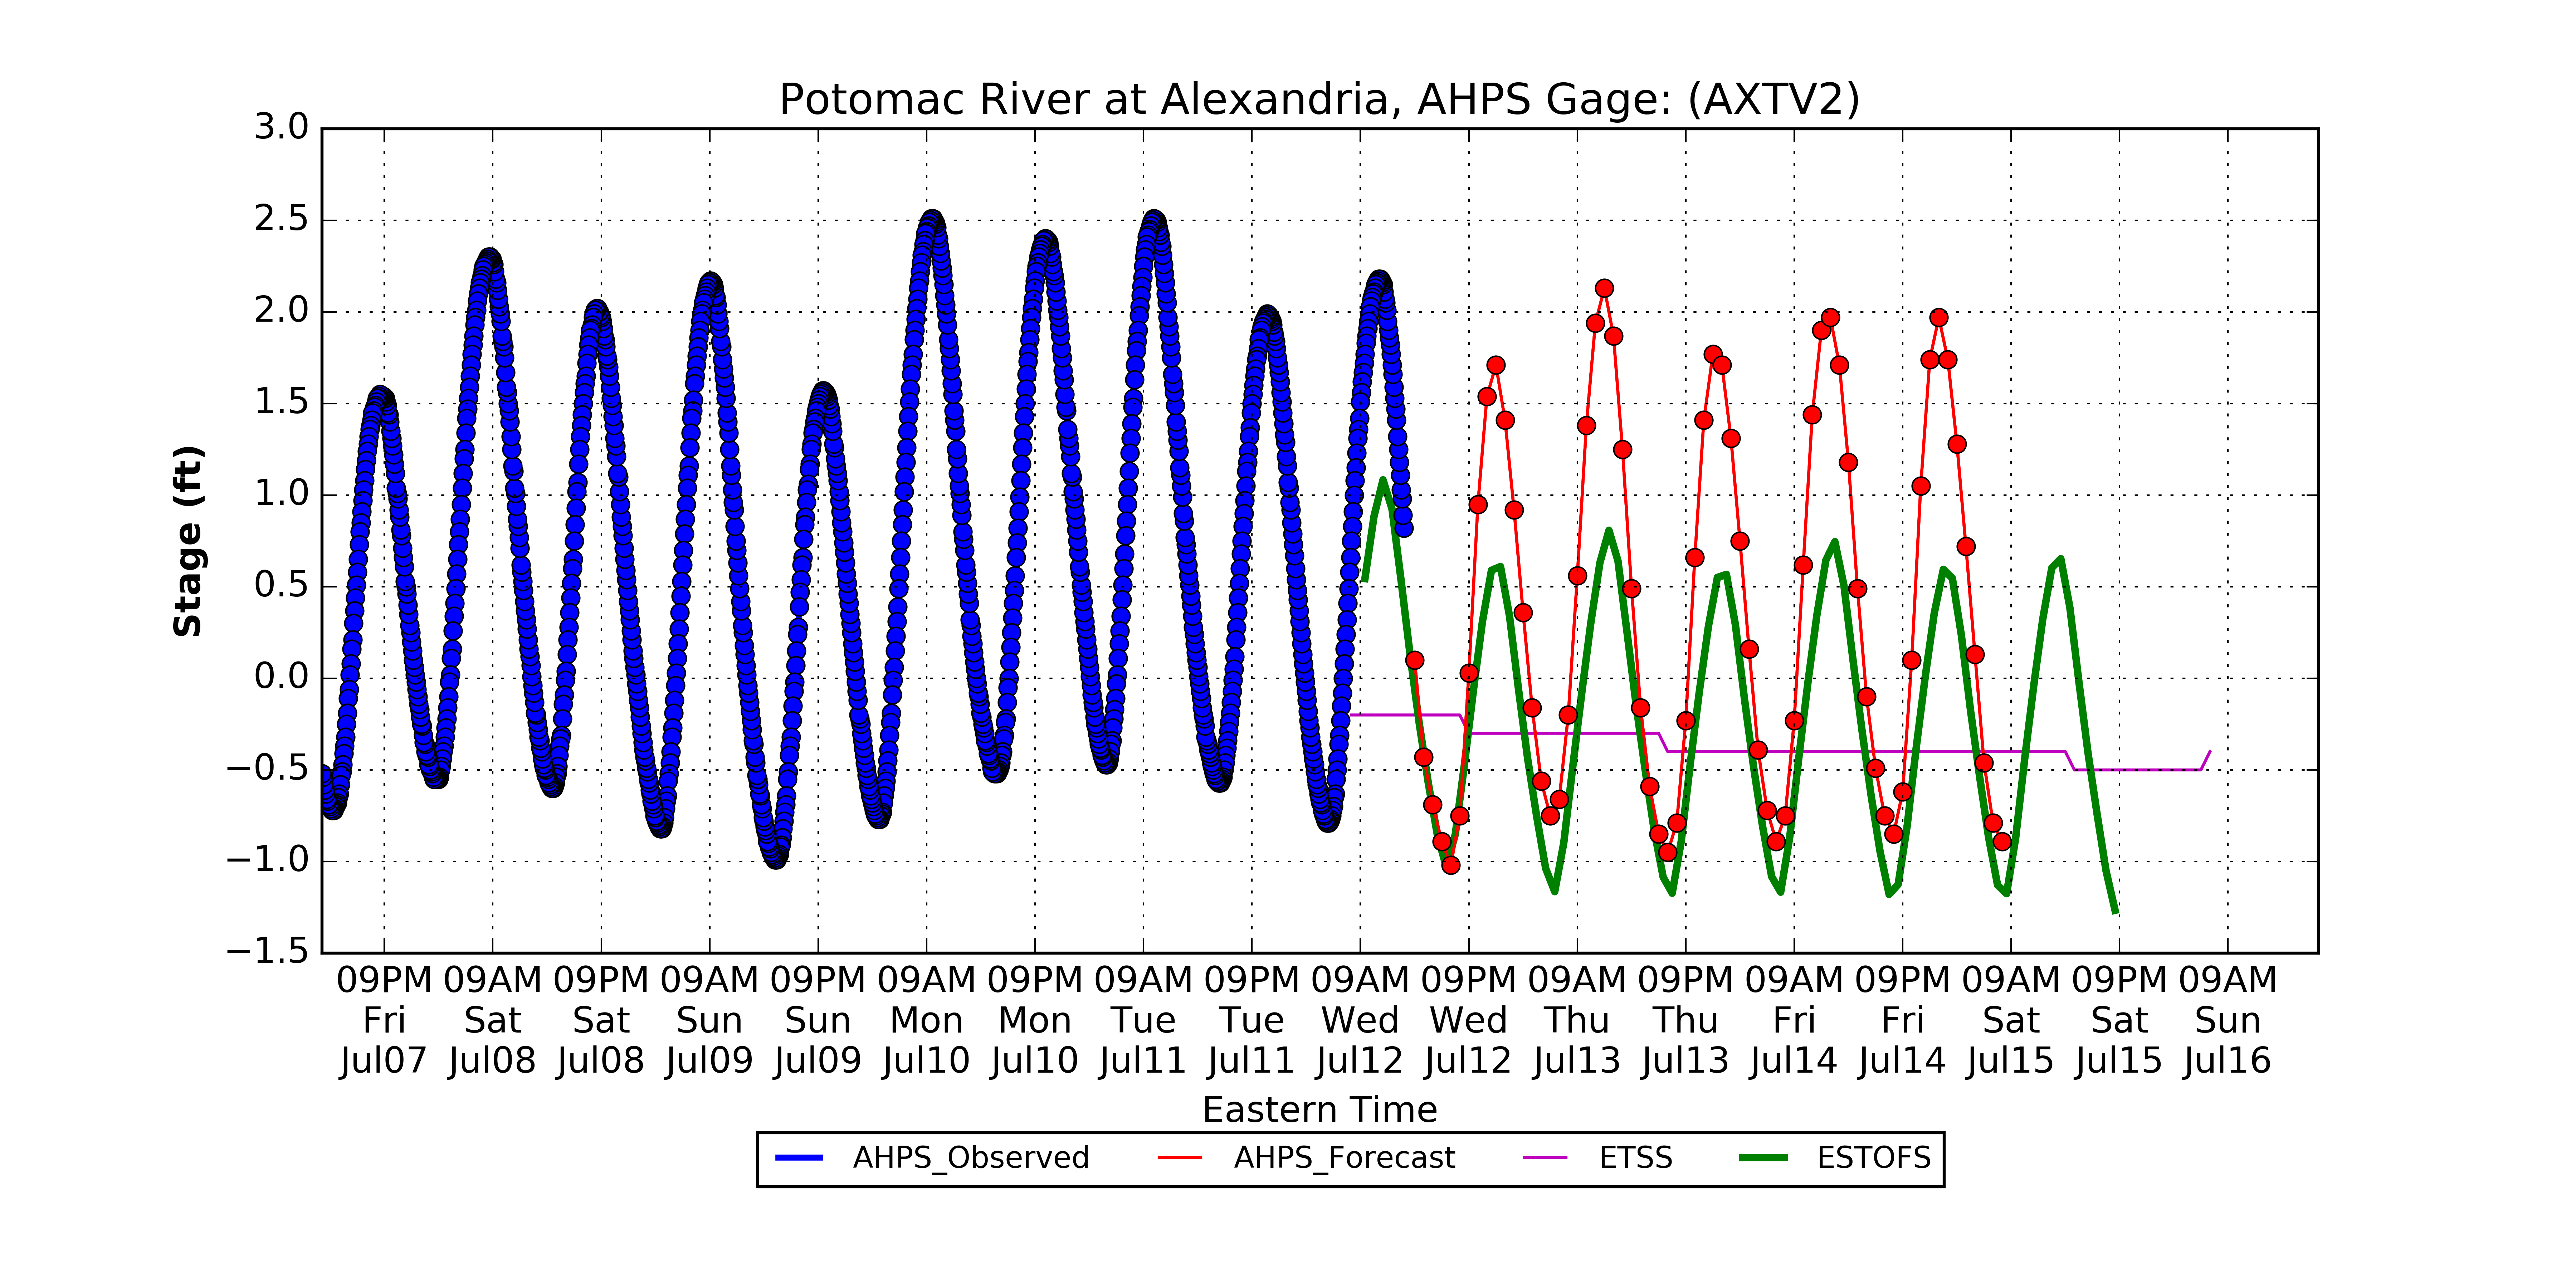 Potomac River at Alexandria, AHPS Gage: (AXTV2)
3.0
2.5
2.0
1.5
1.0
0.5
0.0
−0.5
−1.0
−1.5
Stage (ft)
09PM 09AM 09PM 09AM 09PM 09AM 09PM 09AM 09PM 09AM 09PM 09AM 09PM 09AM 09PM 09AM 09PM 09AM
Fri Sat Sat Sun Sun Mon Mon Tue Tue Wed Wed Thu Thu Fri Fri Sat Sat Sun
Jul07 Jul08 Jul08 Jul09 Jul09 Jul10 Jul10 Jul11 Jul11 Jul12 Jul12 Jul13 Jul13 Jul14 Jul14 Jul15 Jul15 Jul16
Eastern Time
AHPS_Observed AHPS_Forecast ETSS ESTOFS